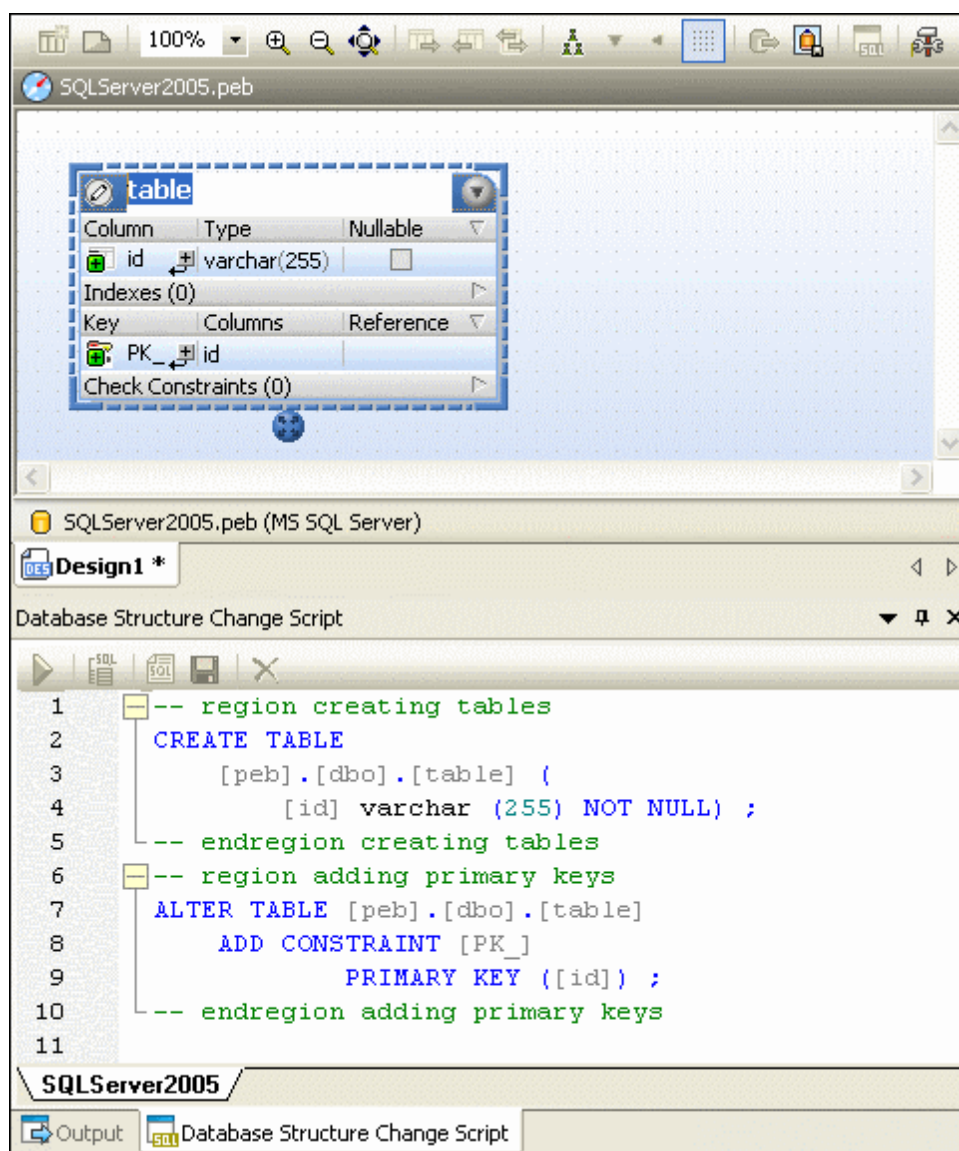 100%
SQLServer2005.peb
table
Column Type Nullable
id varchar(255)
Indexes (0)
Key Columns Reference
PK_ id
Check Constraints (0)
SQLServer2005.peb (MS SQL Server)
Design1 *
Database Structure Change Script
1 -- region creating tables
2 CREATE TABLE
3 [peb].[dbo].[table] (
4 [id] varchar (255) NOT NULL) ;
5 -- endregion creating tables
6 -- region adding primary keys
7 ALTER TABLE [peb].[dbo].[table]
8 ADD CONSTRAINT [PK_]
9 PRIMARY KEY ([id]) ;
10 -- endregion adding primary keys
11
SQLServer2005
Output Database Structure Change Script